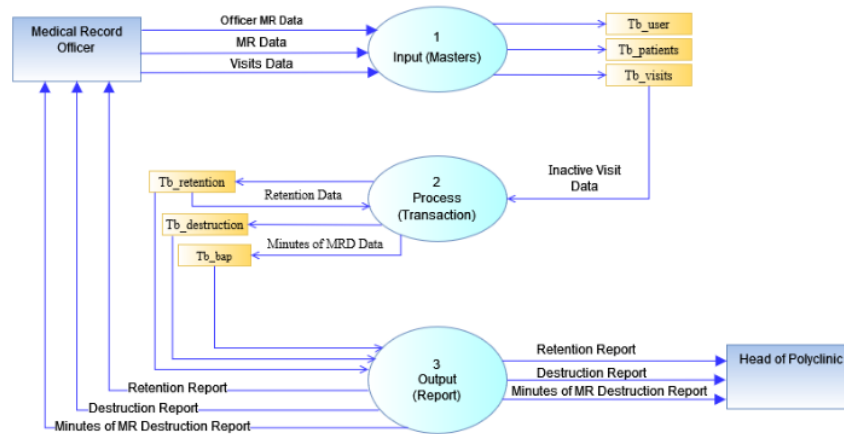 Medical Record
Officer
Officer MR Data
MR Data
Visits Data
1
Input (Masters)
Tb_user
Tb_patients
Tb_visits
Inactive Visit
Data
Tb_retention
Retention Data
2
Process
(Transaction)
Tb_destruction
Minutes of MRD Data
Tb_bap
3
Output
(Report)
Retention Report
Destruction Report
Minutes of MR Destruction Report
Head of Polyclinic
Retention Report
Destruction Report
Minutes of MR Destruction Report